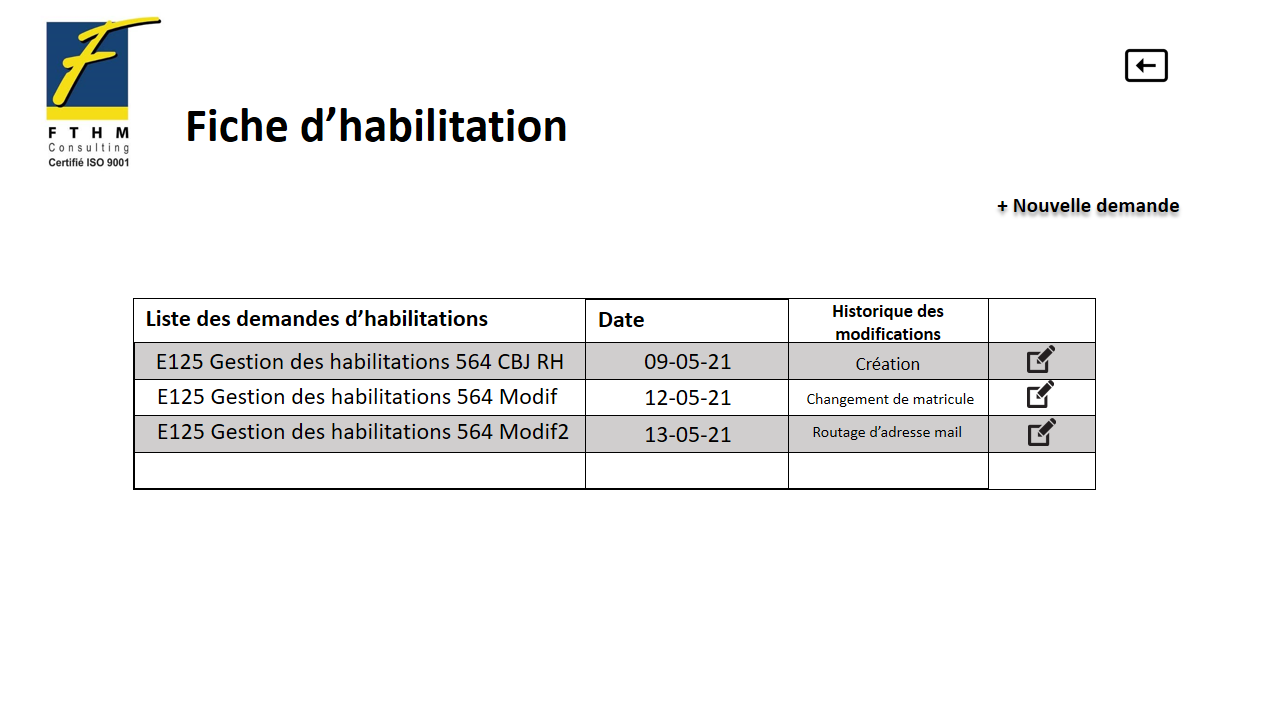 F T H M
Consulting
Certifié ISO 9001
Fiche d’habilitation
+ Nouvelle demande
Liste des demandes d’habilitations Date Historique des
modifications
E125 Gestion des habilitations 564 CBJ RH 09-05-21 Création
E125 Gestion des habilitations 564 Modif 12-05-21 Changement de matricule
E125 Gestion des habilitations 564 Modif2 13-05-21 Routage d’adresse mail